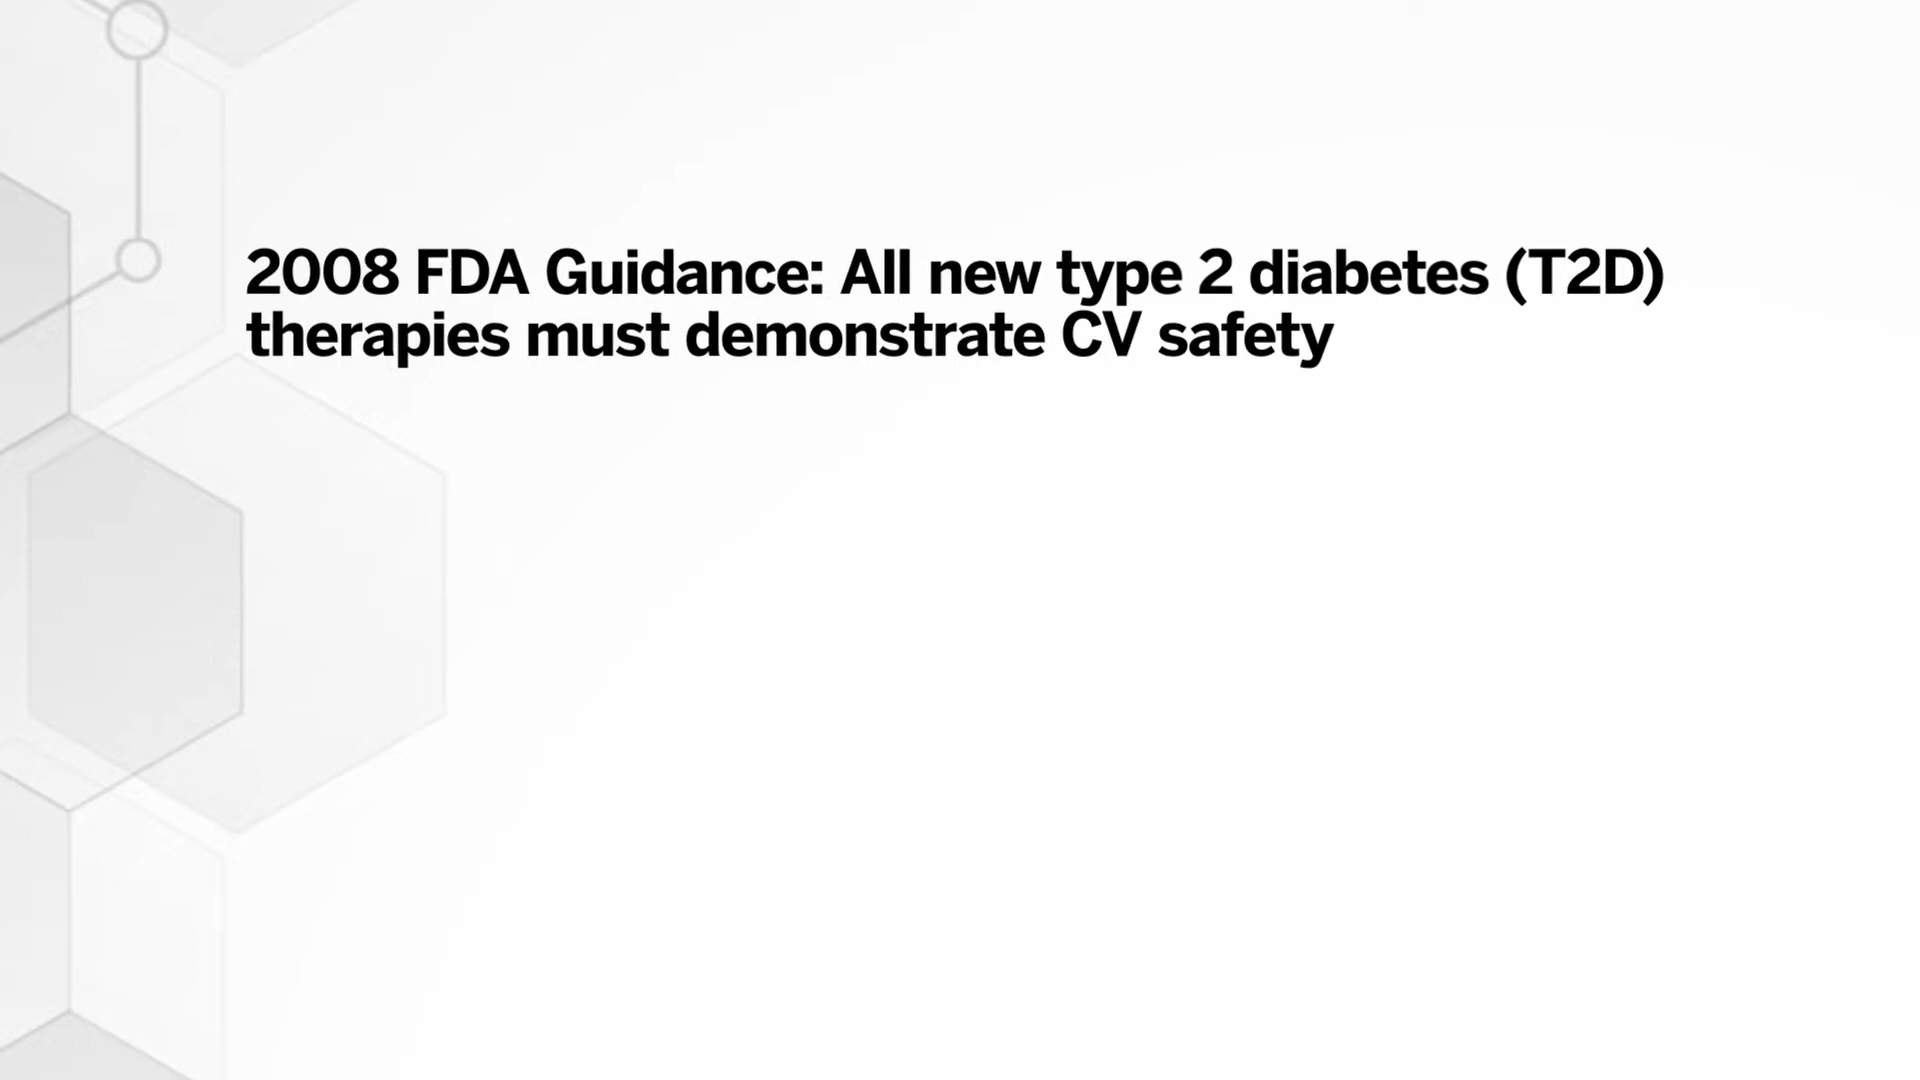 2008 FDA Guidance: All new type 2 diabetes (T2D)
therapies must demonstrate CV safety